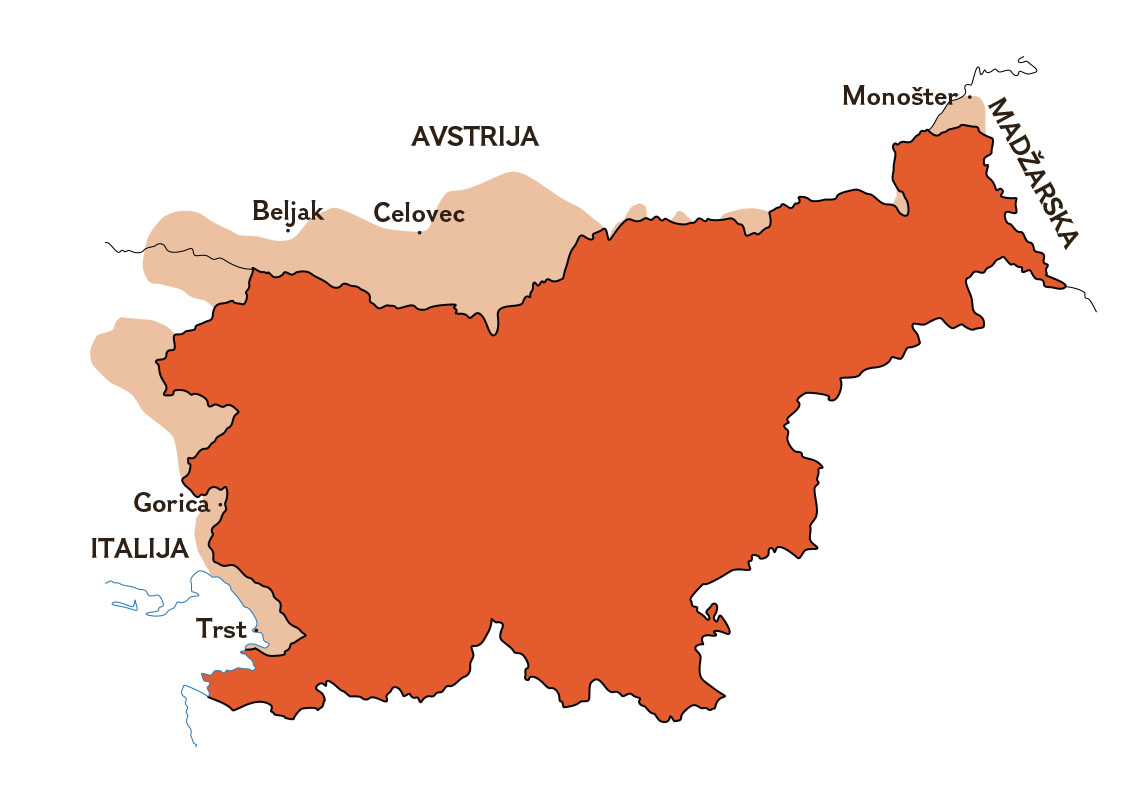 Monošter
MADŽARSKA
AVSTRIJA
Beljak
Celovec
Gorica
ITALIJA
Trst